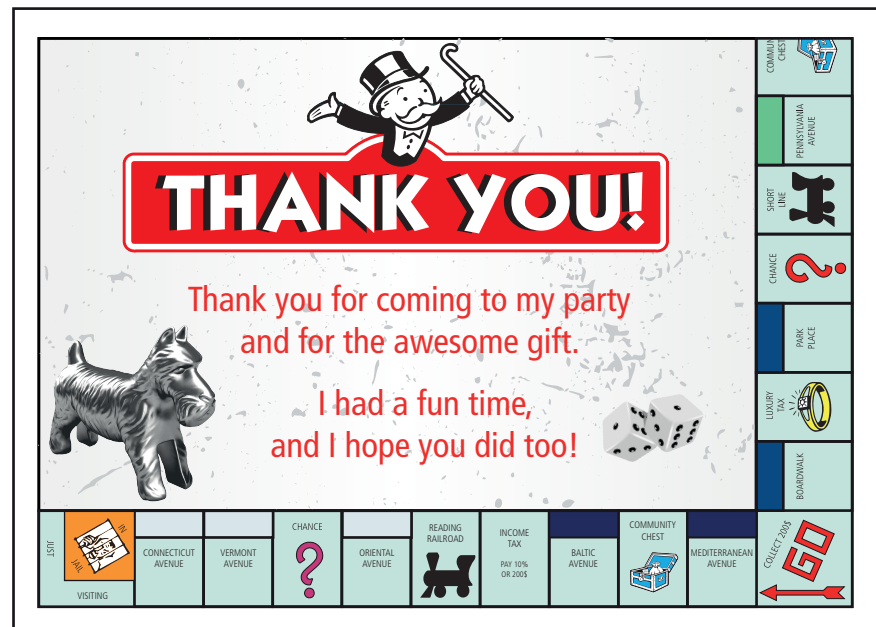 THANK YOU!
Thank you for coming to my party
and for the awesome gift.
I had a fun time,
and I hope you did too!
COMMUN
CHEST
PENNSYLVANIA
AVENUE
SHORT
LINE
CHANCE
PARK
PLACE
LUXURY
TAX
BOARDWALK
COLLECT 200$
GO
JUST
IN
JAIL
VISITING
CONNECTICUT
AVENUE
VERMONT
AVENUE
CHANCE
ORIENTAL
AVENUE
READING
RAILROAD
INCOME
TAX
PAY 10%
OR 200$
BALTIC
AVENUE
COMMUNITY
CHEST
MEDITERRANEAN
AVENUE